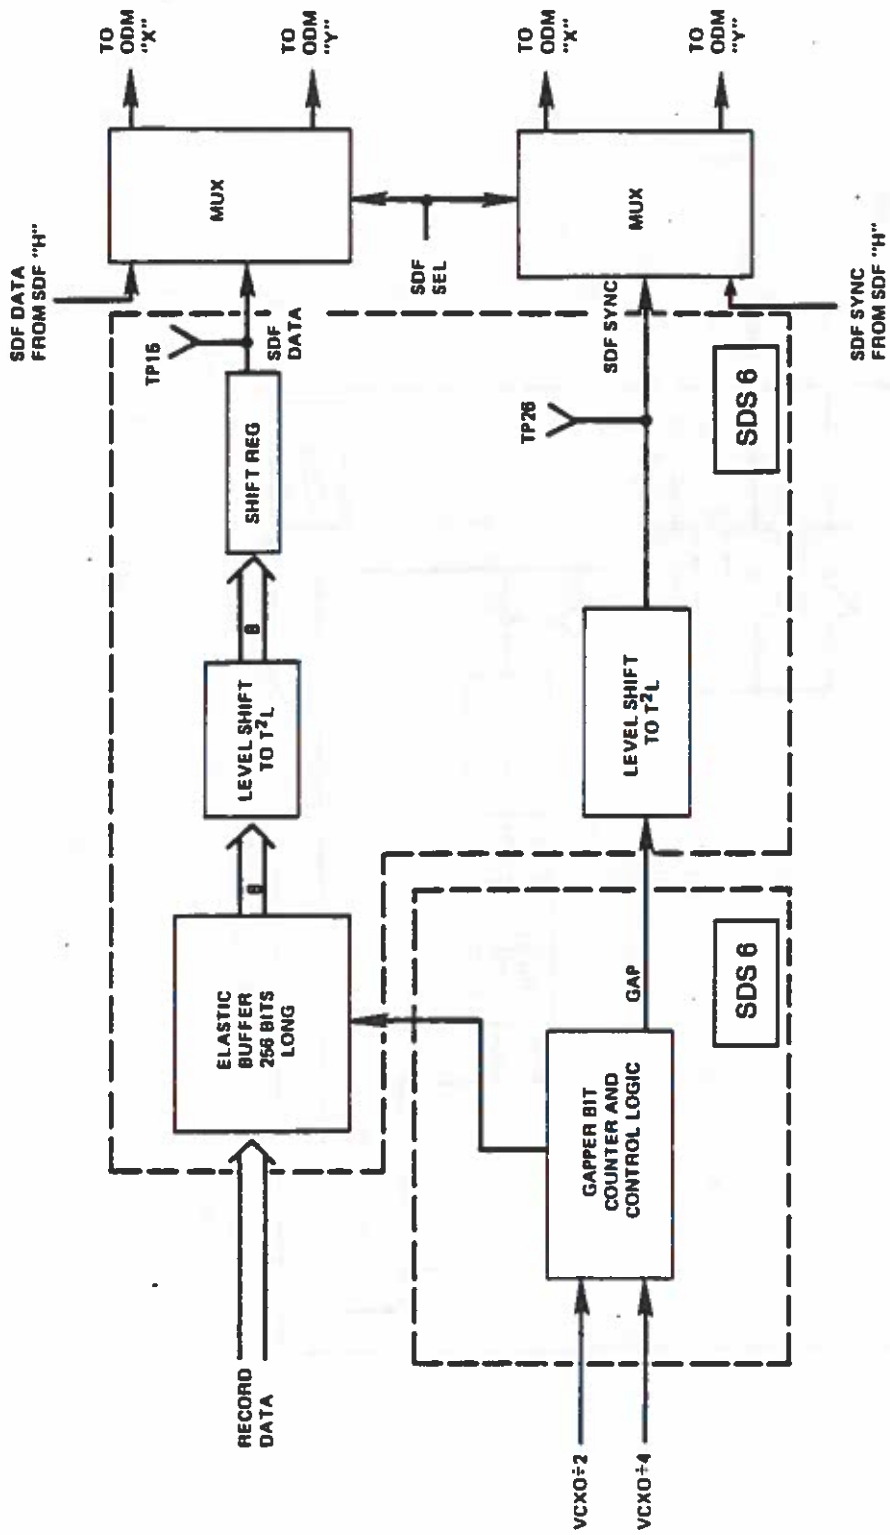 SDF DATA
FROM SDF "H"
TO
ODM
"X"
TO
ODM
"Y"
MUX
RECORD
DATA
ELASTIC
BUFFER
256 BITS
LONG
8
LEVEL SHIFT
TO T²L
8
SHIFT REG
TP15
SDF
DATA
SDF
SEL
VCXO÷2
VCXO÷4
GAPPER BIT
COUNTER AND
CONTROL LOGIC
GAP
SDS 6
LEVEL SHIFT
TO T²L
TP26
SDF SYNC
SDS 6
MUX
TO
ODM
"X"
TO
ODM
"Y"
SDF SYNC
FROM SDF "H"